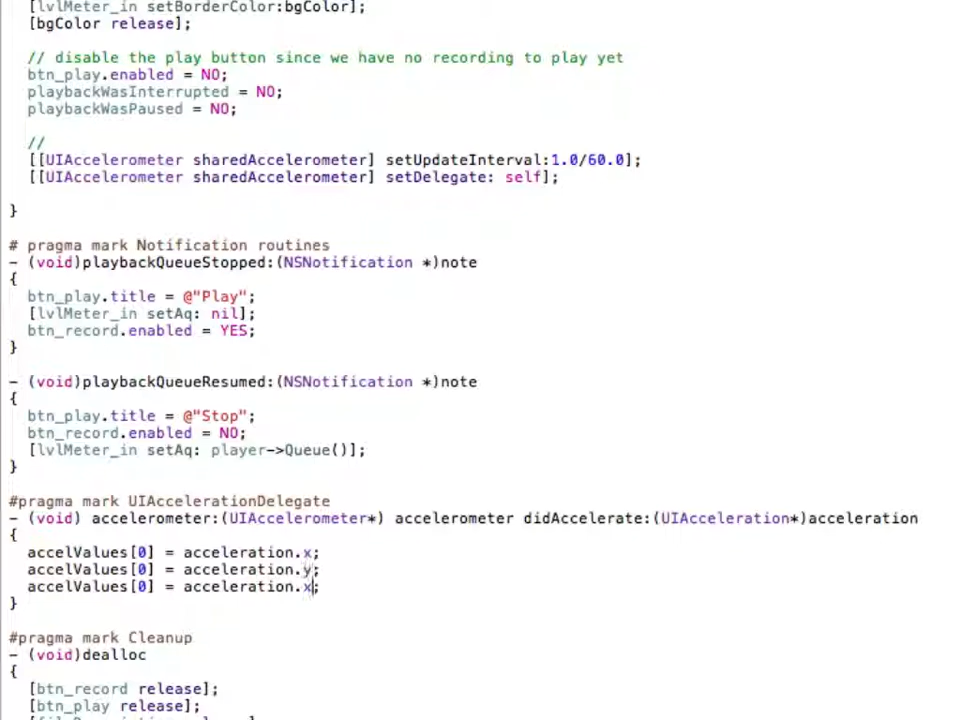 [lvlMeter_in setBorderColor:bgColor];
[bgColor release];
// disable the play button since we have no recording to play yet
btn_play.enabled = NO;
playbackWasInterrupted = NO;
playbackWasPaused = NO;
//
[[UIAccelerometer sharedAccelerometer] setUpdateInterval:1.0/60.0];
[[UIAccelerometer sharedAccelerometer] setDelegate: self];
}
# pragma mark Notification routines
- (void)playbackQueueStopped:(NSNotification *)note
{
btn_play.title = @"Play";
[lvlMeter_in setAq: nil];
btn_record.enabled = YES;
}
- (void)playbackQueueResumed:(NSNotification *)note
{
btn_play.title = @"Stop";
btn_record.enabled = NO;
[lvlMeter_in setAq: player->Queue()];
}
#pragma mark UIAccelerationDelegate
- (void) accelerometer:(UIAccelerometer*) accelerometer didAccelerate:(UIAcceleration*)acceleration
{
accelValues[0] = acceleration.x;
accelValues[0] = acceleration.y;
accelValues[0] = acceleration.x;
}
#pragma mark Cleanup
- (void)dealloc
{
[btn_record release];
[btn_play release];